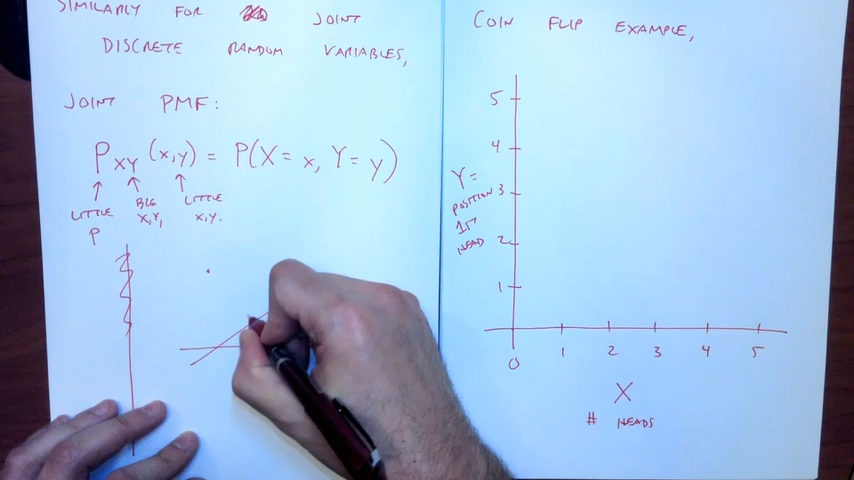 SIMILARLY FOR JOINT
DISCRETE RANDOM VARIABLES,
JOINT PMF:
P XY (x,y) = P(X = x, Y = y)
LITTLE
P
BIG
X,Y,
LITTLE
x,y.
COIN FLIP EXAMPLE,
5
4
3
2
1
Y =
POSITION
1ST
HEAD
0 1 2 3 4 5
X
# HEADS